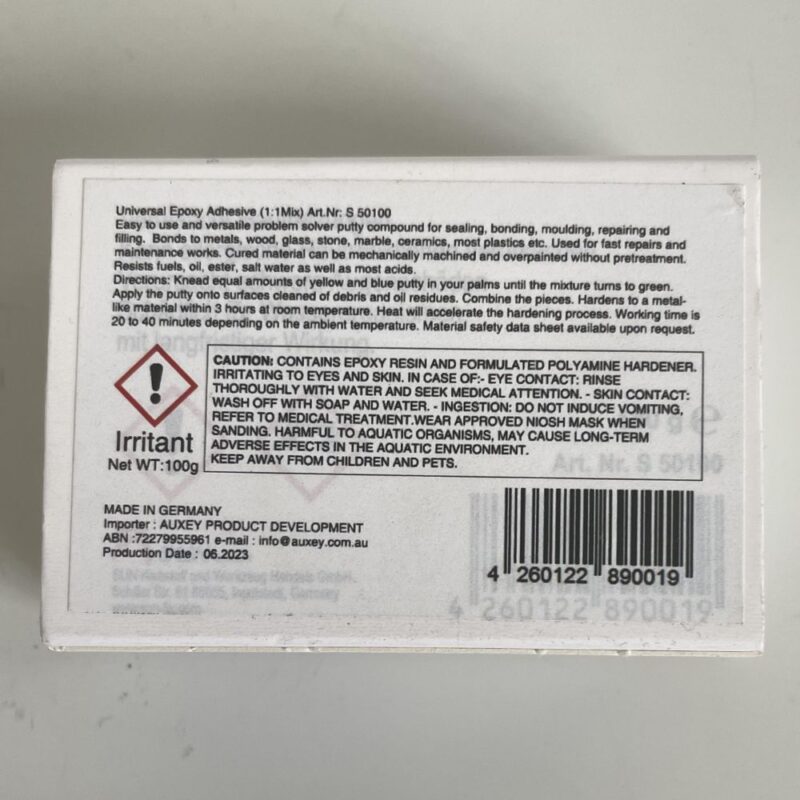 Universal Epoxy Adhesive (1:1Mix) Art.Nr: S 50100
Easy to use and versatile problem solver putty compound for sealing, bonding, moulding, repairing and
filling. Bonds to metals, wood, glass, stone, marble, ceramics, most plastics etc. Used for fast repairs and
maintenance works. Cured material can be mechanically machined and overpainted without pretreatment.
Resists fuels, oil, ester, salt water as well as most acids.
Directions: Knead equal amounts of yellow and blue putty in your palms until the mixture turns to green.
Apply the putty onto surfaces cleaned of debris and oil residues. Combine the pieces. Hardens to a metal-
like material within 3 hours at room temperature. Heat will accelerate the hardening process. Working time is
20 to 40 minutes depending on the ambient temperature. Material safety data sheet available upon request.
mit langfristiger Wirkung.
CAUTION: CONTAINS EPOXY RESIN AND FORMULATED POLYAMINE HARDENER.
IRRITATING TO EYES AND SKIN. IN CASE OF:- EYE CONTACT: RINSE
THOROUGHLY WITH WATER AND SEEK MEDICAL ATTENTION. - SKIN CONTACT:
WASH OFF WITH SOAP AND WATER. - INGESTION: DO NOT INDUCE VOMITING,
REFER TO MEDICAL TREATMENT.WEAR APPROVED NIOSH MASK WHEN
SANDING. HARMFUL TO AQUATIC ORGANISMS, MAY CAUSE LONG-TERM
ADVERSE EFFECTS IN THE AQUATIC ENVIRONMENT.
KEEP AWAY FROM CHILDREN AND PETS.
Irritant
Net WT:100g
Art. Nr. S 50100
MADE IN GERMANY
Importer : AUXEY PRODUCT DEVELOPMENT
ABN :72279955961 e-mail : info@auxey.com.au
Production Date : 06.2023
4 260122 890019
4 260122 890019